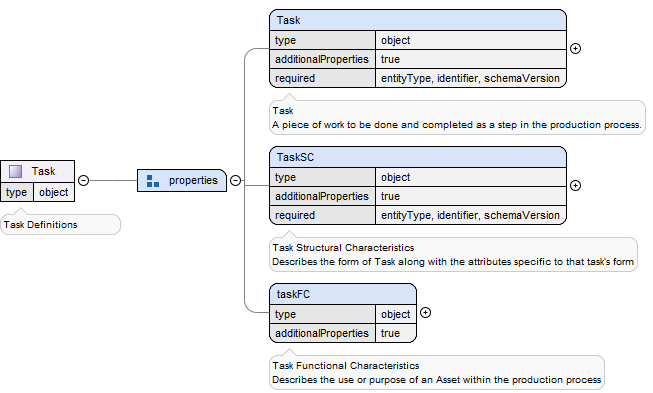 Task
type object
additionalProperties true
required entityType, identifier, schemaVersion
Task
A piece of work to be done and completed as a step in the production process.
TaskSC
type object
additionalProperties true
required entityType, identifier, schemaVersion
Task Structural Characteristics
Describes the form of Task along with the attributes specific to that task's form
Task
type object
Task Definitions
properties
taskFC
type object
additionalProperties true
Task Functional Characteristics
Describes the use or purpose of an Asset within the production process